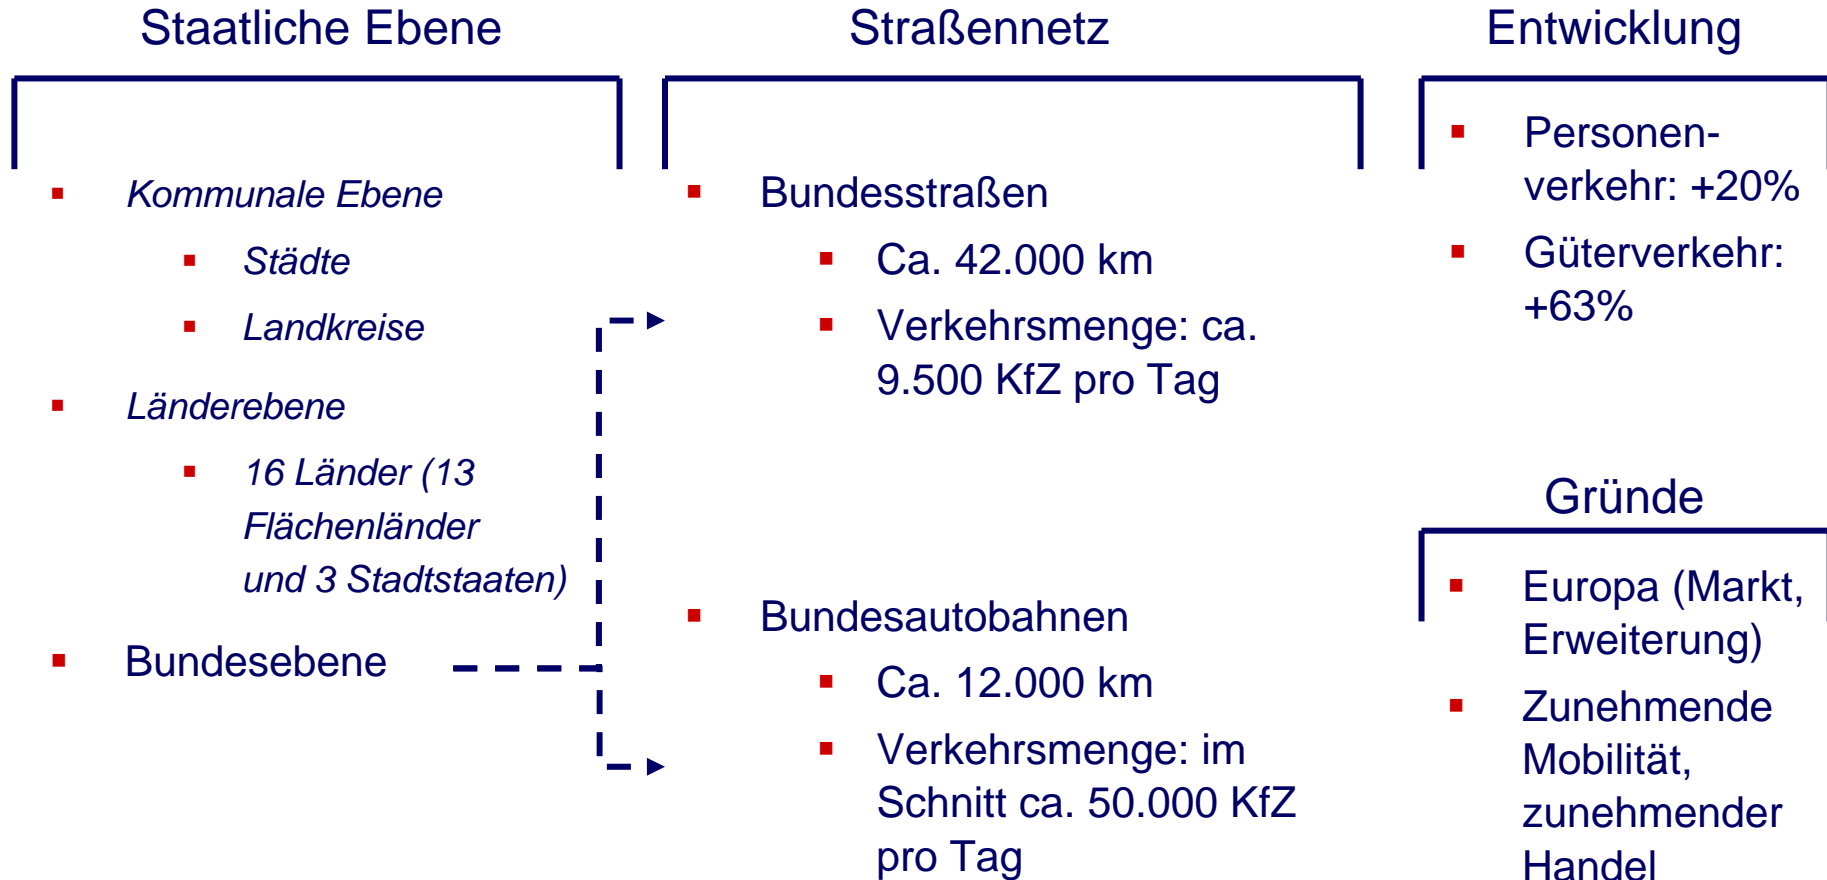 Staatliche Ebene
Kommunale Ebene
Städte
Landkreise
Länderebene
16 Länder (13
Flächenländer
und 3 Stadtstaaten)
Bundesebene
Straßennetz
Bundesstraßen
Ca. 42.000 km
Verkehrsmenge: ca.
9.500 KfZ pro Tag
Bundesautobahnen
Ca. 12.000 km
Verkehrsmenge: im
Schnitt ca. 50.000 KfZ
pro Tag
Entwicklung
Personen-
verkehr: +20%
Güterverkehr:
+63%
Gründe
Europa (Markt,
Erweiterung)
Zunehmende
Mobilität,
zunehmender
Handel